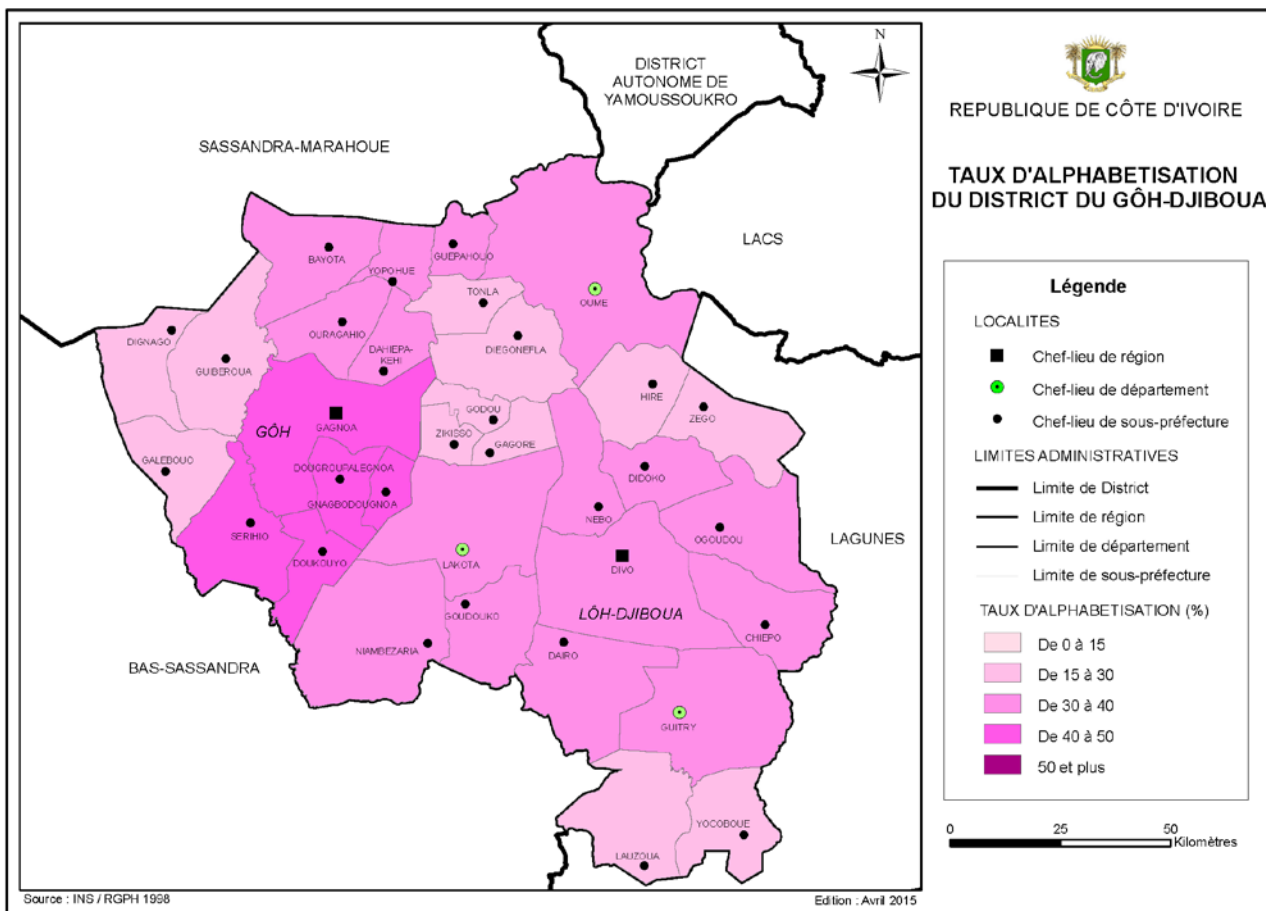 N
DISTRICT
AUTONOME DE
YAMOUSSOUKRO
SASSANDRA-MARAHOUE
LACS
BAYOTA
GUEPAHOUO
YOPOHUE
TONLA
OUME
DIGNAGO
OURAGAHIO
DIEGONEFLA
GUIBEROUA
DAHIEPA-
KEHI
HIRE
ZEGO
GODOU
GAGNOA
GÔH
ZIKISSO
GAGORE
GALEBOUO
DOUGROUPALEGNOA
DIDOKO
GNAGBODOUGNOA
NEBO
SERIHIO
OGOUDOU
LAGUNES
DOUKOUYO
LAKOTA
DIVO
GOUDOUKO
LÔH-DJIBOUA
CHIEPO
NIAMBEZARIA
DAIRO
BAS-SASSANDRA
GUITRY
YOCOBOUE
LAUZOUA
Source : INS / RGPH 1998
Edition : Avril 2015
REPUBLIQUE DE CÔTE D'IVOIRE
TAUX D'ALPHABETISATION
DU DISTRICT DU GÔH-DJIBOUA
Légende
LOCALITES
Chef-lieu de région
Chef-lieu de département
Chef-lieu de sous-préfecture
LIMITES ADMINISTRATIVES
Limite de District
Limite de région
Limite de département
Limite de sous-préfecture
TAUX D'ALPHABETISATION (%)
De 0 à 15
De 15 à 30
De 30 à 40
De 40 à 50
50 et plus
0 25 50
Kilomètres